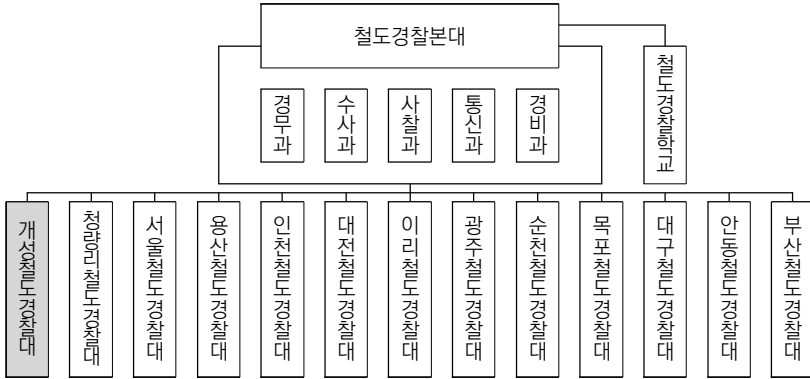 철도경찰본대
경무과
수사과
사찰과
통신과
경비과
철도경찰학교
개성철도경찰대
청량리철도경찰대
서울철도경찰대
용산철도경찰대
인천철도경찰대
대전철도경찰대
이리철도경찰대
광주철도경찰대
순천철도경찰대
목포철도경찰대
대구철도경찰대
안동철도경찰대
부산철도경찰대